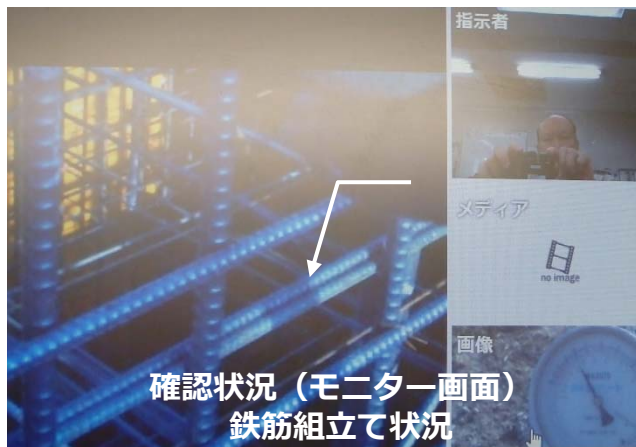 指示者
メディア
no image
画像
確認状況（モニター画面）
鉄筋組立て状況